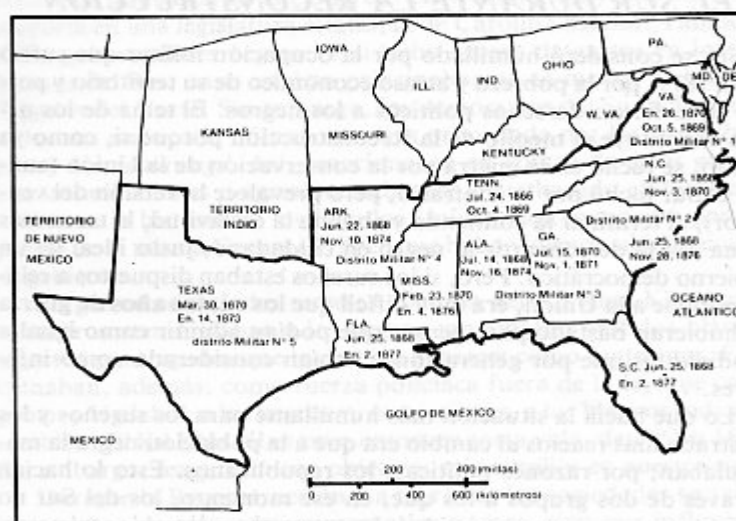 IOWA
PA.
OHIO
IND.
ILL.
MD.
DE
W. VA.
VA.
En. 26. 1870
Oct. 5. 1869
Distrito Militar Nº 1
KANSAS
MISSOURI
KENTUCKY
N.C.
Jun. 25. 1868
Nov. 3. 1870
TENN.
Jul. 24. 1866
Oct. 4. 1869
TERRITORIO
DE NUEVO
MEXICO
TERRITORIO
INDIO
ARK.
Jun. 22. 1868
Nov. 10. 1874
Distrito Militar Nº 4
Distrito Militar Nº 2
Jun. 25. 1868
Nov. 28. 1876
ALA.
Jul. 14. 1868
Nov. 16. 1874
Jul. 15. 1870
Nov. 1. 1871
Distrito Militar Nº 3
MISS.
Feb. 23. 1870
En. 4. 1876
TEXAS
Mar. 30. 1870
En. 14. 1873
distrito Militar Nº 5
FLA.
Jun. 25. 1868
En. 2. 1877
OCEANO
ATLANTICO
S.C. Jun. 25. 1868
En. 2. 1877
MEXICO
GOLFO DE MÉXICO
0 200 400 (millas)
0 200 400 600 (kilometros)